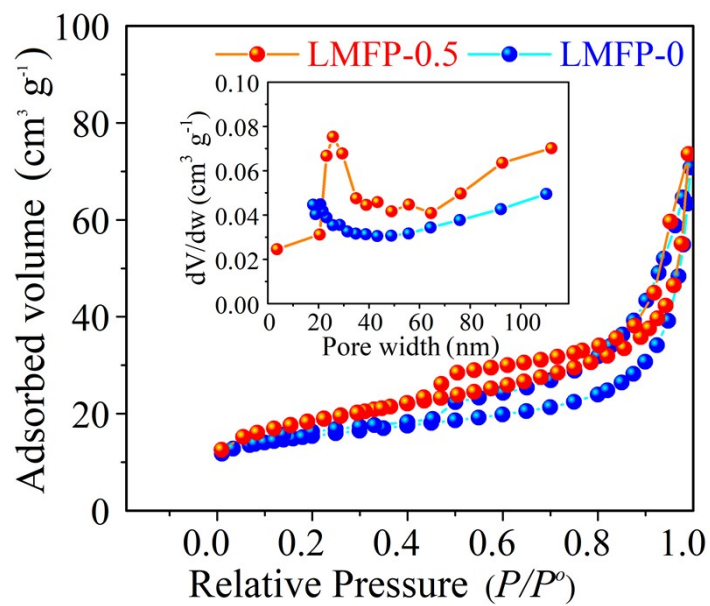 LMFP-0.5 LMFP-0
Adsorbed volume (cm³ g⁻¹)
100
80
60
40
20
0
0.0 0.2 0.4 0.6 0.8 1.0
Relative Pressure (P/Pᵒ)
dV/dw (cm³ g⁻¹)
0.10
0.08
0.06
0.04
0.02
0.00
0 20 40 60 80 100
Pore width (nm)